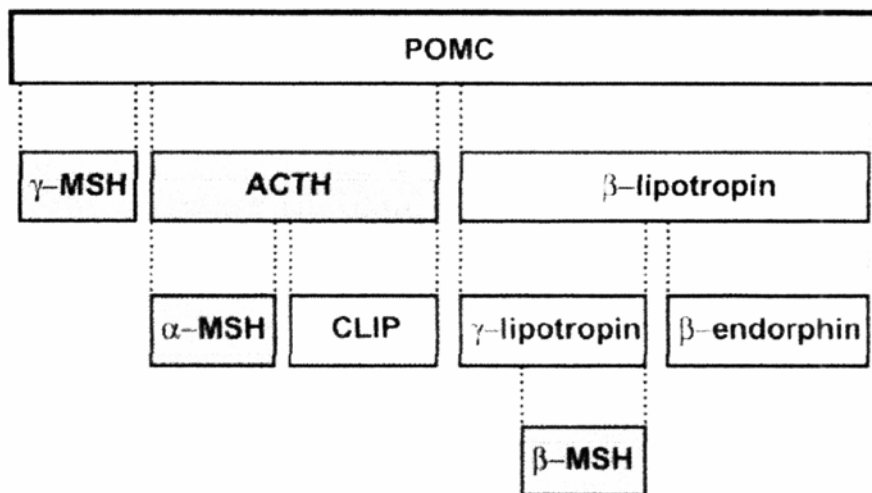 POMC
γ–MSH ACTH β–lipotropin
α–MSH CLIP γ–lipotropin β–endorphin
β–MSH